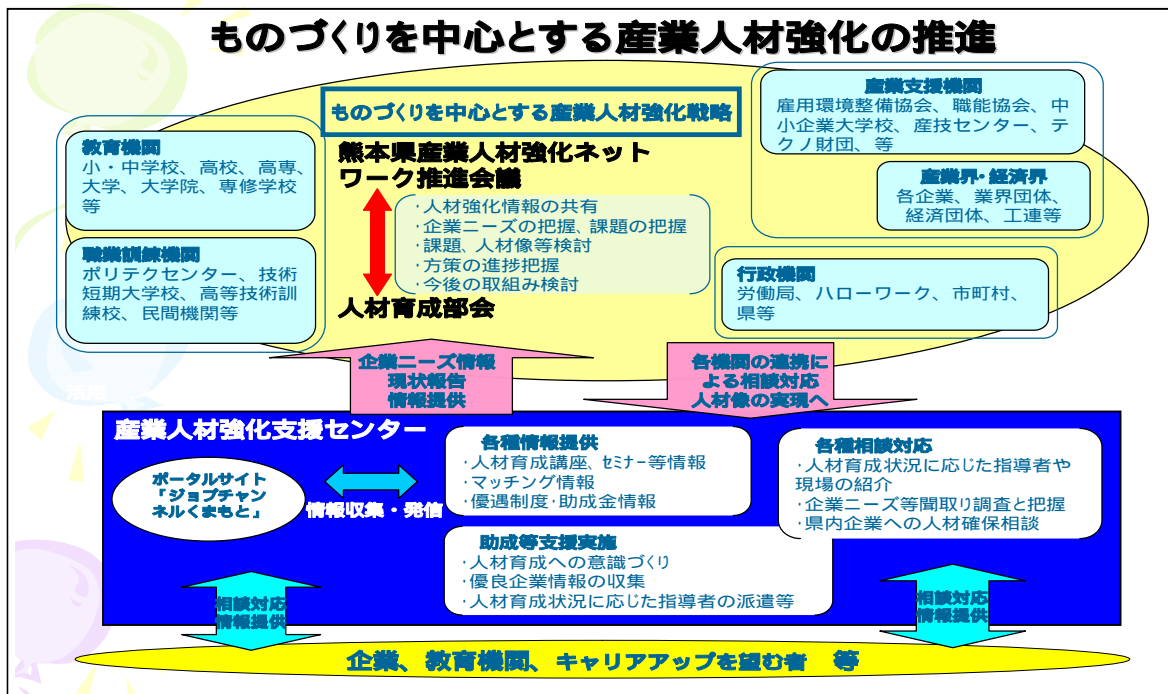 ものづくりを中心とする産業人材強化の推進
ものづくりを中心とする産業人材強化戦略
熊本県産業人材強化ネット
ワーク推進会議
・人材強化情報の共有
・企業ニーズの把握、課題の把握
・課題、人材像等検討
・方策の進捗把握
・今後の取組み検討
人材育成部会
教育機関
小・中学校、高校、高専、
大学、大学院、専修学校
等
職業訓練機関
ポリテクセンター、技術
短期大学校、高等技術訓
練校、民間機関等
産業支援機関
雇用環境整備協会、職能協会、中
小企業大学校、産技センター、テ
クノ財団、等
産業界・経済界
各企業、業界団体、
経済団体、工連等
行政機関
労働局、ハローワーク、市町村、
県等
企業ニーズ情報
現状報告
情報提供
各機関の連携に
よる相談対応
人材像の実現へ
活用
産業人材強化支援センター
ポータルサイト
「ジョブチャン
ネルくまもと」
情報収集・発信
各種情報提供
・人材育成講座、セミナー等情報
・マッチング情報
・優遇制度・助成金情報
各種相談対応
・人材育成状況に応じた指導者や
現場の紹介
・企業ニーズ等聞取り調査と把握
・県内企業への人材確保相談
助成等支援実施
・人材育成への意識づくり
・優良企業情報の収集
・人材育成状況に応じた指導者の派遣等
相談対応
情報提供
相談対応
情報提供
企業、教育機関、キャリアアップを望む者　等